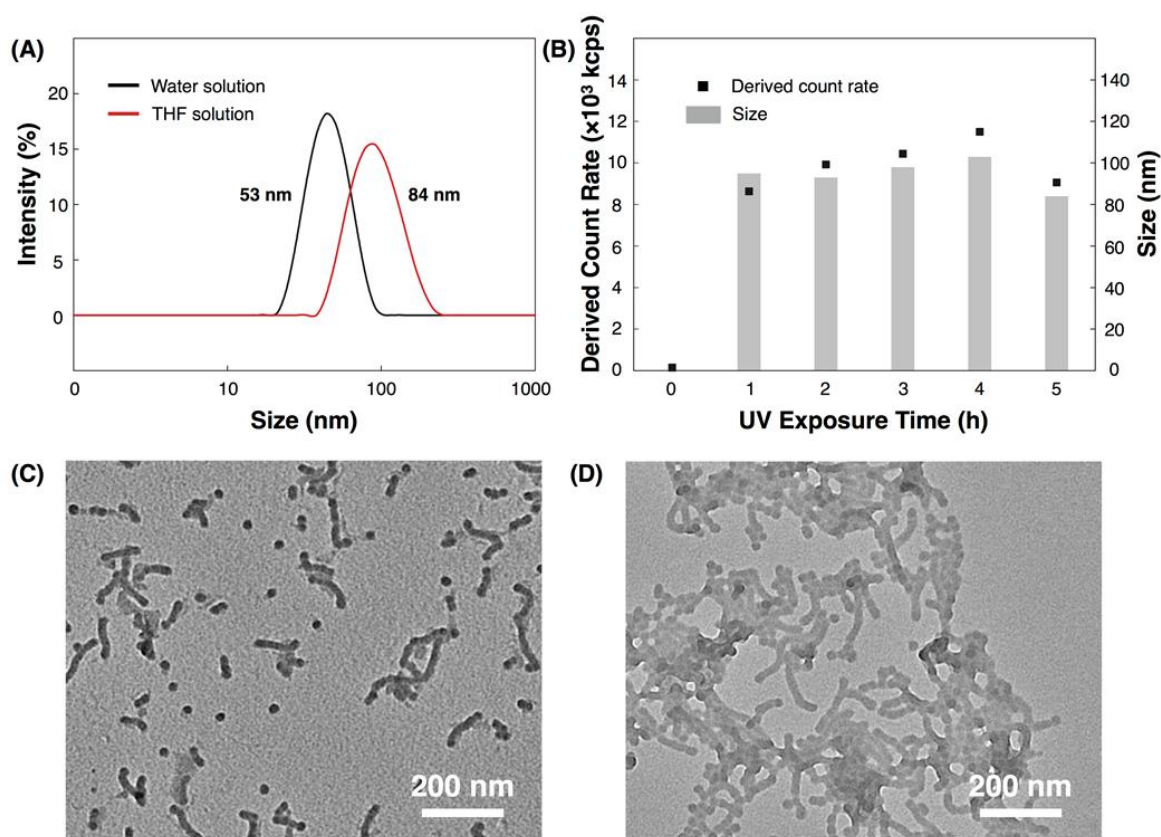 (A)
Intensity (%)
20
15
10
5
0
Water solution
THF solution
53 nm
84 nm
0 10 100 1000
Size (nm)
(B)
Derived Count Rate (×10³ kcps)
14
12
10
8
6
4
2
0
Derived count rate
Size
140
120
100
80
60
40
20
0
Size (nm)
0 1 2 3 4 5
UV Exposure Time (h)
(C)
200 nm
(D)
200 nm